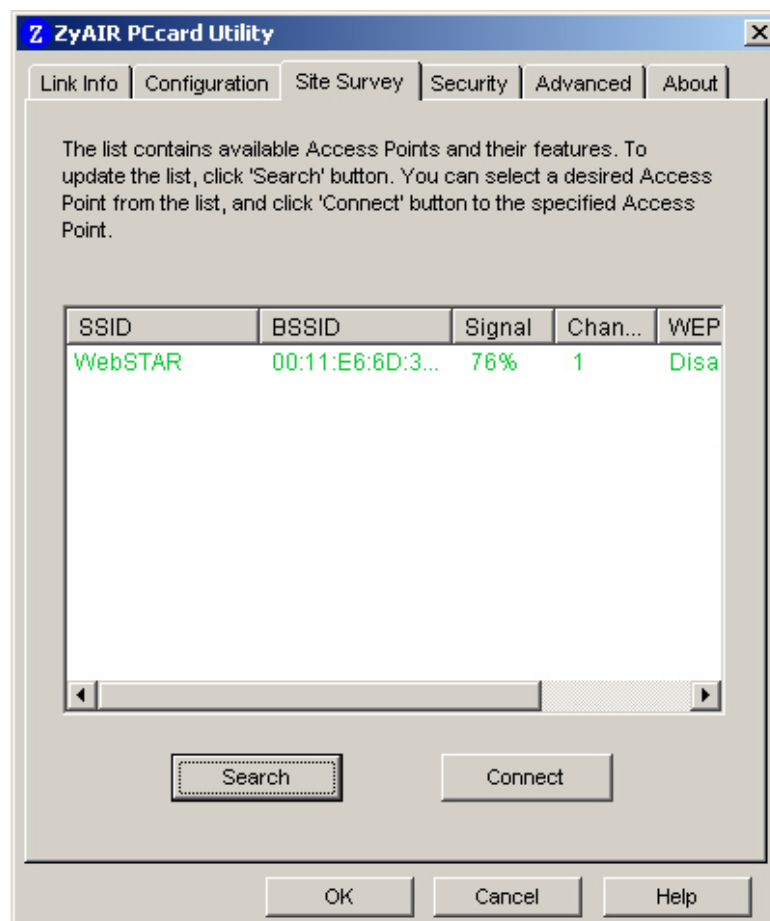 Z ZyAIR PCcard Utility
Link Info Configuration Site Survey Security Advanced About
The list contains available Access Points and their features. To
update the list, click 'Search' button. You can select a desired Access
Point from the list, and click 'Connect' button to the specified Access
Point.
SSID BSSID Signal Chan... WEP
WebSTAR 00:11:E6:6D:3... 76% 1 Disa
Search Connect
OK Cancel Help